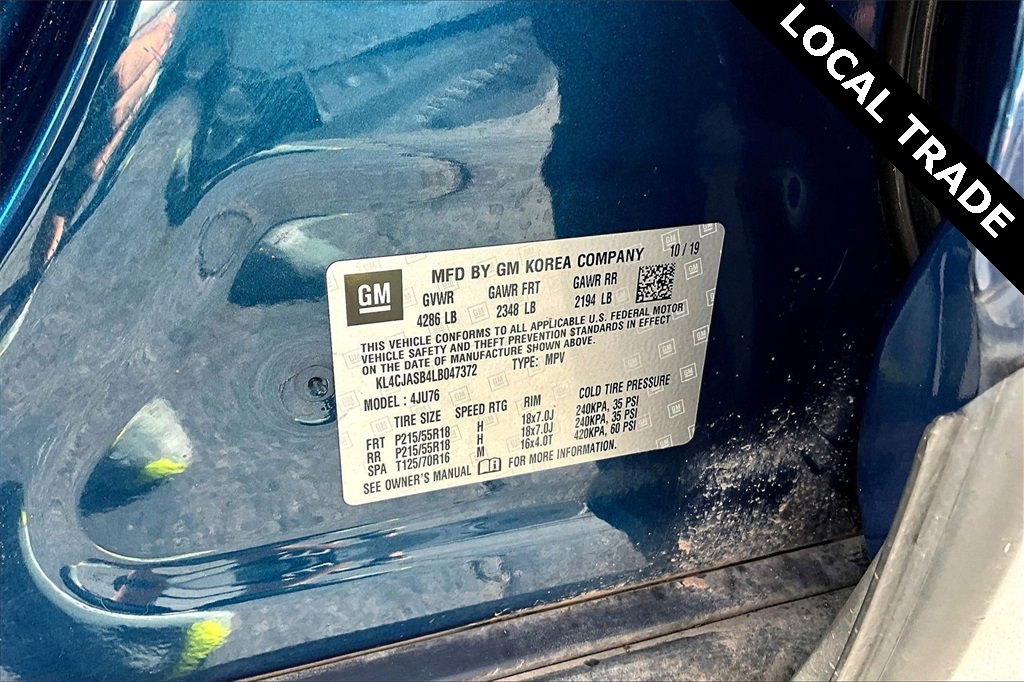 LOCAL TRADE
GM
MFD BY GM KOREA COMPANY 10 / 19
GVWR GAWR FRT GAWR RR
4286 LB 2348 LB 2194 LB
THIS VEHICLE CONFORMS TO ALL APPLICABLE U.S. FEDERAL MOTOR
VEHICLE SAFETY AND THEFT PREVENTION STANDARDS IN EFFECT
ON THE DATE OF MANUFACTURE SHOWN ABOVE.
KL4CJASB4LB047372 TYPE: MPV
MODEL : 4JU76
TIRE SIZE SPEED RTG RIM COLD TIRE PRESSURE
FRT P215/55R18 H 18x7.0J 240KPA, 35 PSI
RR P215/55R18 H 18x7.0J 240KPA, 35 PSI
SPA T125/70R16 M 16x4.0T 420KPA, 60 PSI
SEE OWNER'S MANUAL FOR MORE INFORMATION.